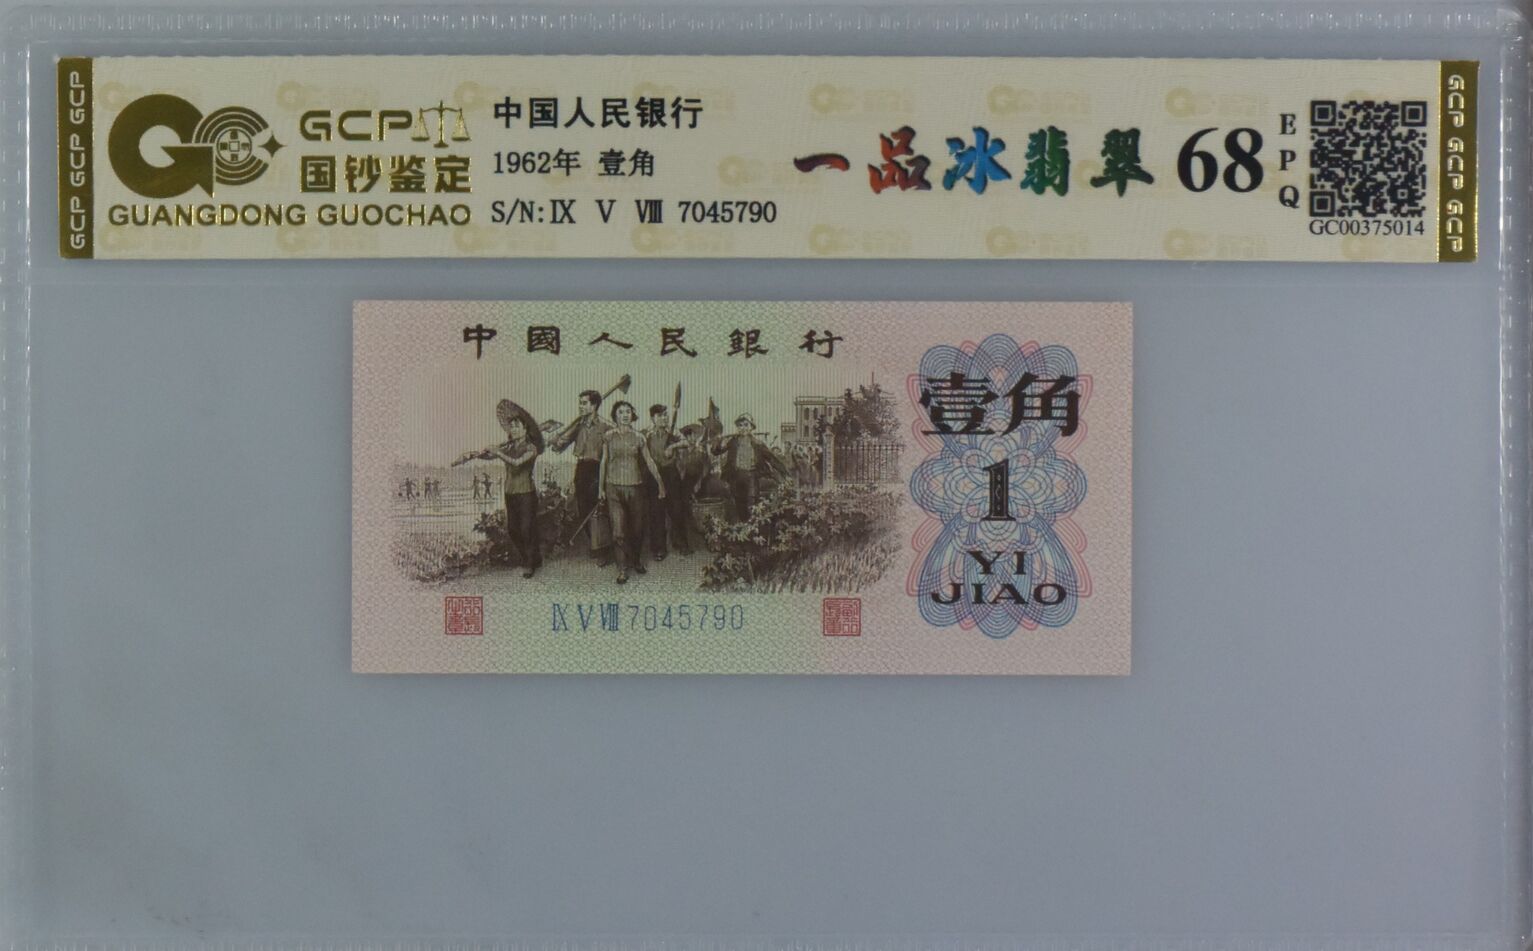 GCP GCP GCP
GCP
国钞鉴定
GUANGDONG GUOCHAO
中国人民银行
1962年 壹角
S/N:Ⅸ Ⅴ Ⅷ 7045790
一品冰翡翠
68
EPQ
GC00375014
GCP GCP GCP
中國人民銀行
壹角
1
YI
JIAO
Ⅸ Ⅴ Ⅷ 7045790